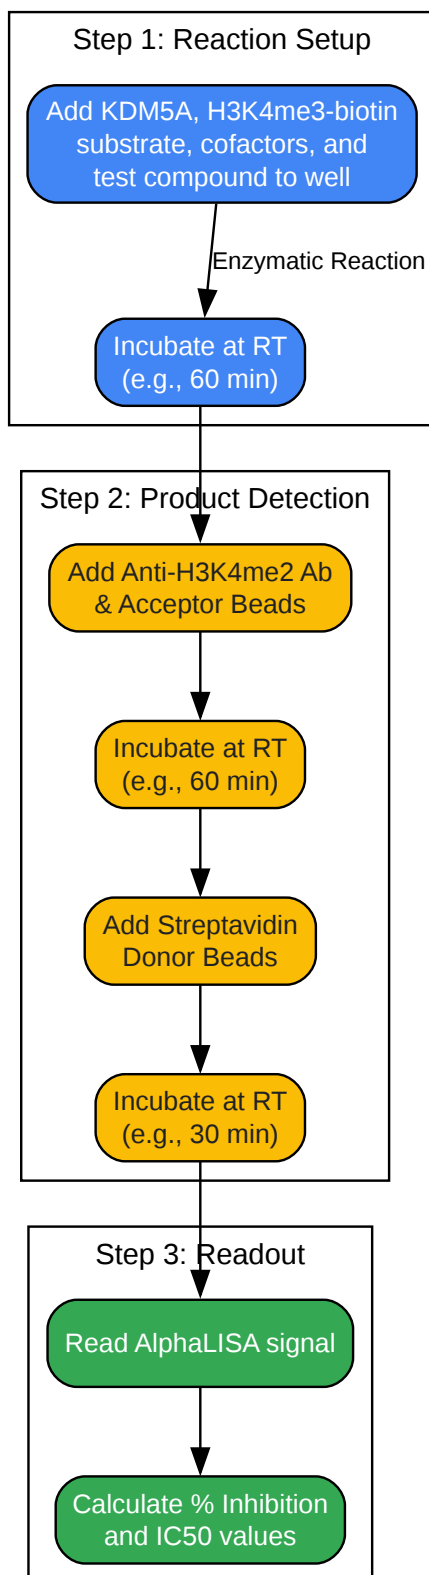 Step 1: Reaction Setup
Add KDM5A, H3K4me3-biotin
substrate, cofactors, and
test compound to well
Enzymatic Reaction
Incubate at RT
(e.g., 60 min)
Step 2: Product Detection
Add Anti-H3K4me2 Ab
& Acceptor Beads
Incubate at RT
(e.g., 60 min)
Add Streptavidin
Donor Beads
Incubate at RT
(e.g., 30 min)
Step 3: Readout
Read AlphaLISA signal
Calculate % Inhibition
and IC50 values